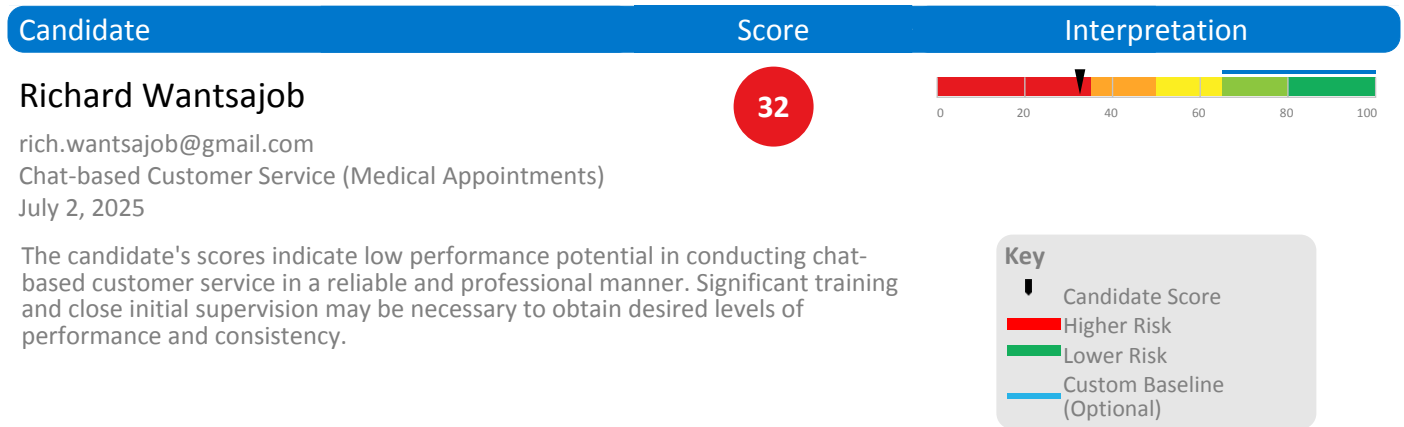 Candidate Score Interpretation
Richard Wantsajob
32
0 20 40 60 80 100
rich.wantsajob@gmail.com
Chat-based Customer Service (Medical Appointments)
July 2, 2025
The candidate's scores indicate low performance potential in conducting chat-
based customer service in a reliable and professional manner. Significant training
and close initial supervision may be necessary to obtain desired levels of
performance and consistency.
Key
Candidate Score
Higher Risk
Lower Risk
Custom Baseline
(Optional)